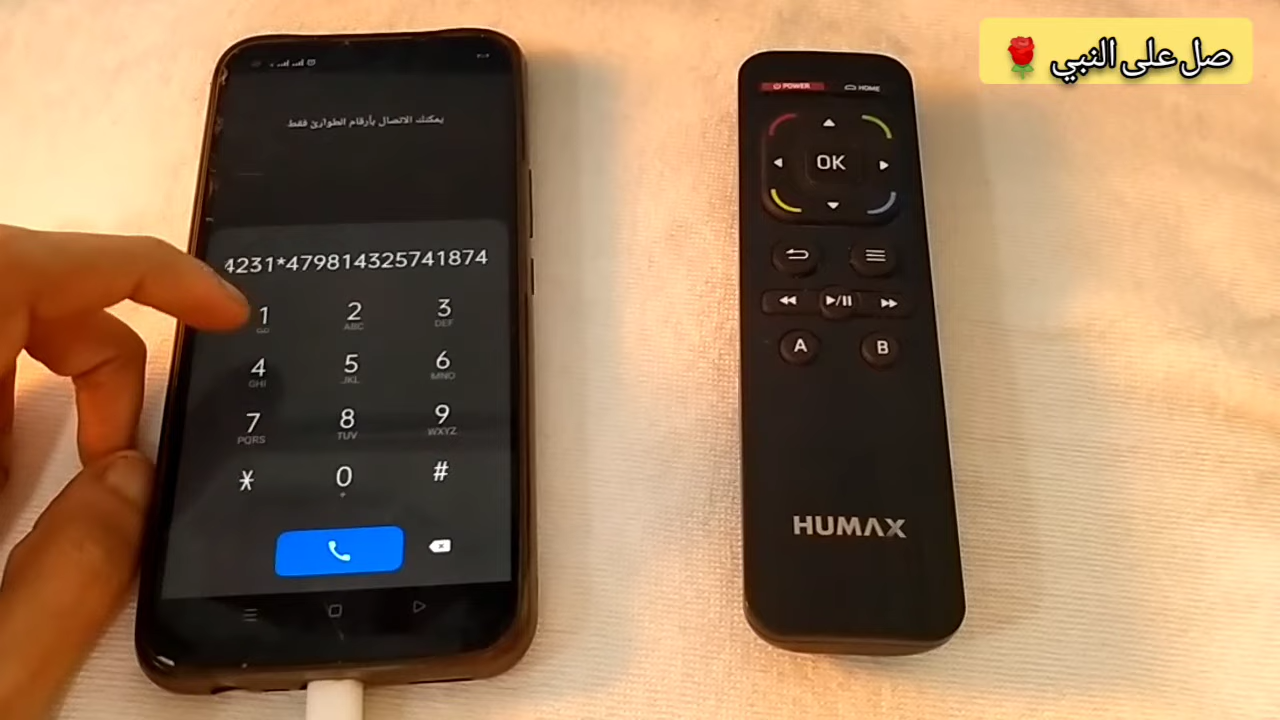 صل على النبي 🌹
يمكنك الاتصال بأرقام الطوارئ فقط
4231*479814325741874
1
2 ABC
3 DEF
4 GHI
5 JKL
6 MNO
7 PQRS
8 TUV
9 WXYZ
*
0 +
#
POWER
HOME
OK
A
B
HUMAX